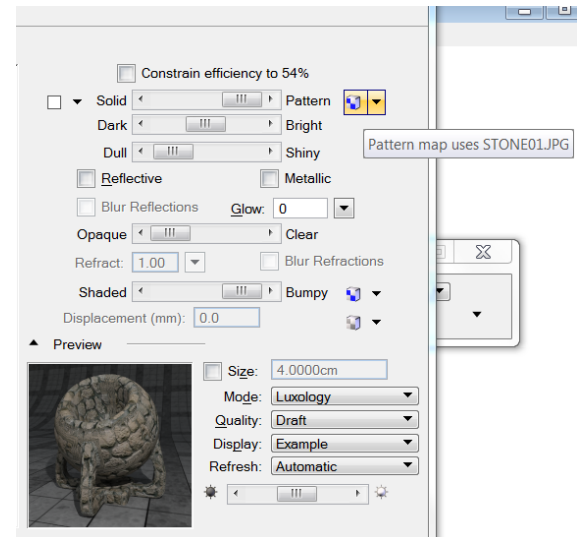 Constrain efficiency to 54%
Solid Pattern
Dark Bright
Pattern map uses STONE01.JPG
Dull Shiny
Reflective Metallic
Blur Reflections Glow: 0
Opaque Clear
Refract: 1.00 Blur Refractions
Shaded Bumpy
Displacement (mm): 0.0
Preview
Size: 4.0000cm
Mode: Luxology
Quality: Draft
Display: Example
Refresh: Automatic